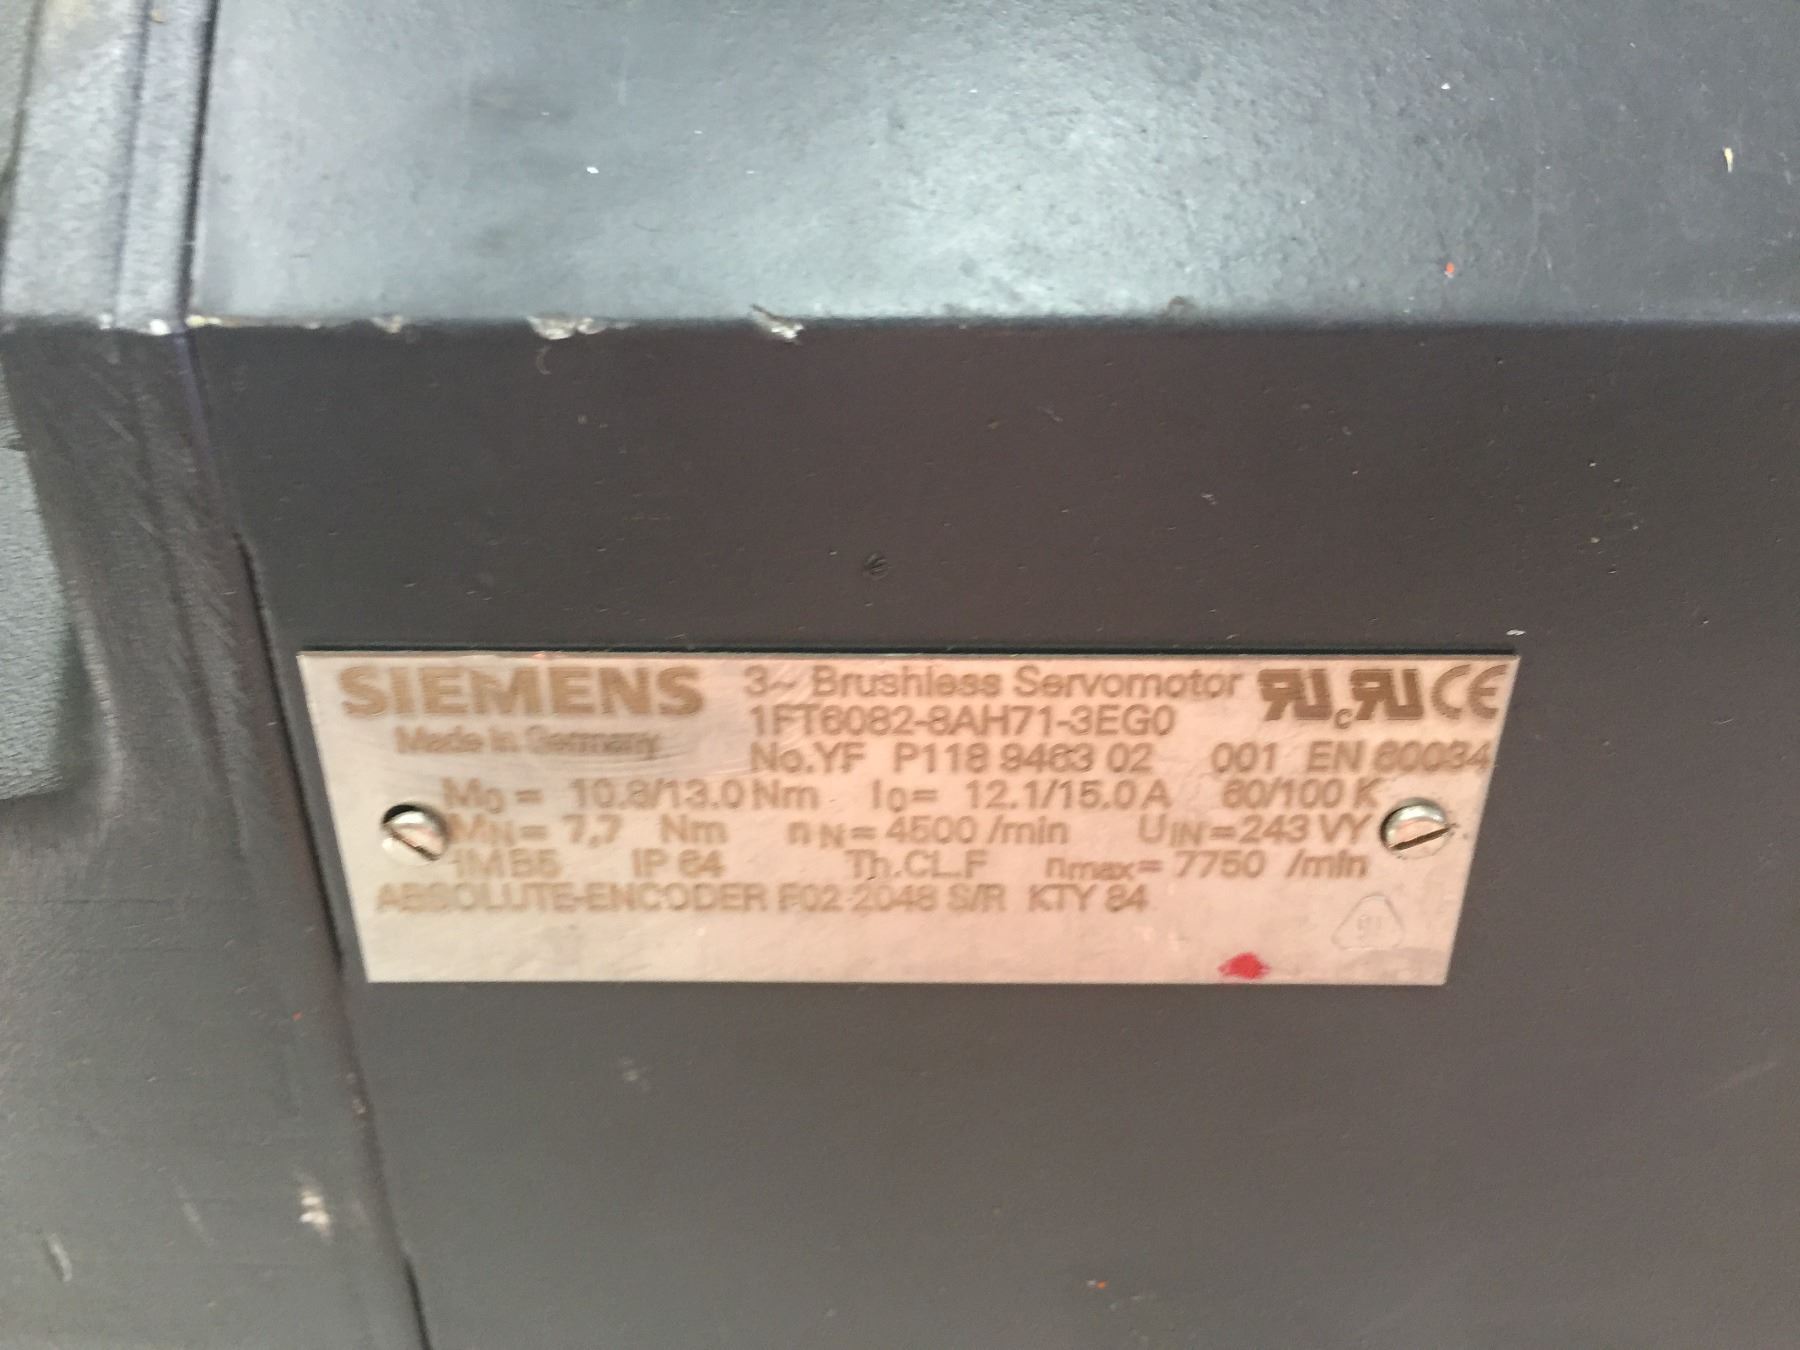 SIEMENS
Made in Germany
3~ Brushless Servomotor
1FT6082-8AH71-3EG0
No.YF P118 9463 02 001 EN 60034
M0= 10.8/13.0 Nm I0= 12.1/15.0 A 60/100 K
MN= 7,7 Nm nN= 4500 /min UIN=243 VY
IMB5 IP 64 Th.CL.F nmax= 7750 /min
ABSOLUTE-ENCODER F02 2048 S/R KTY 84